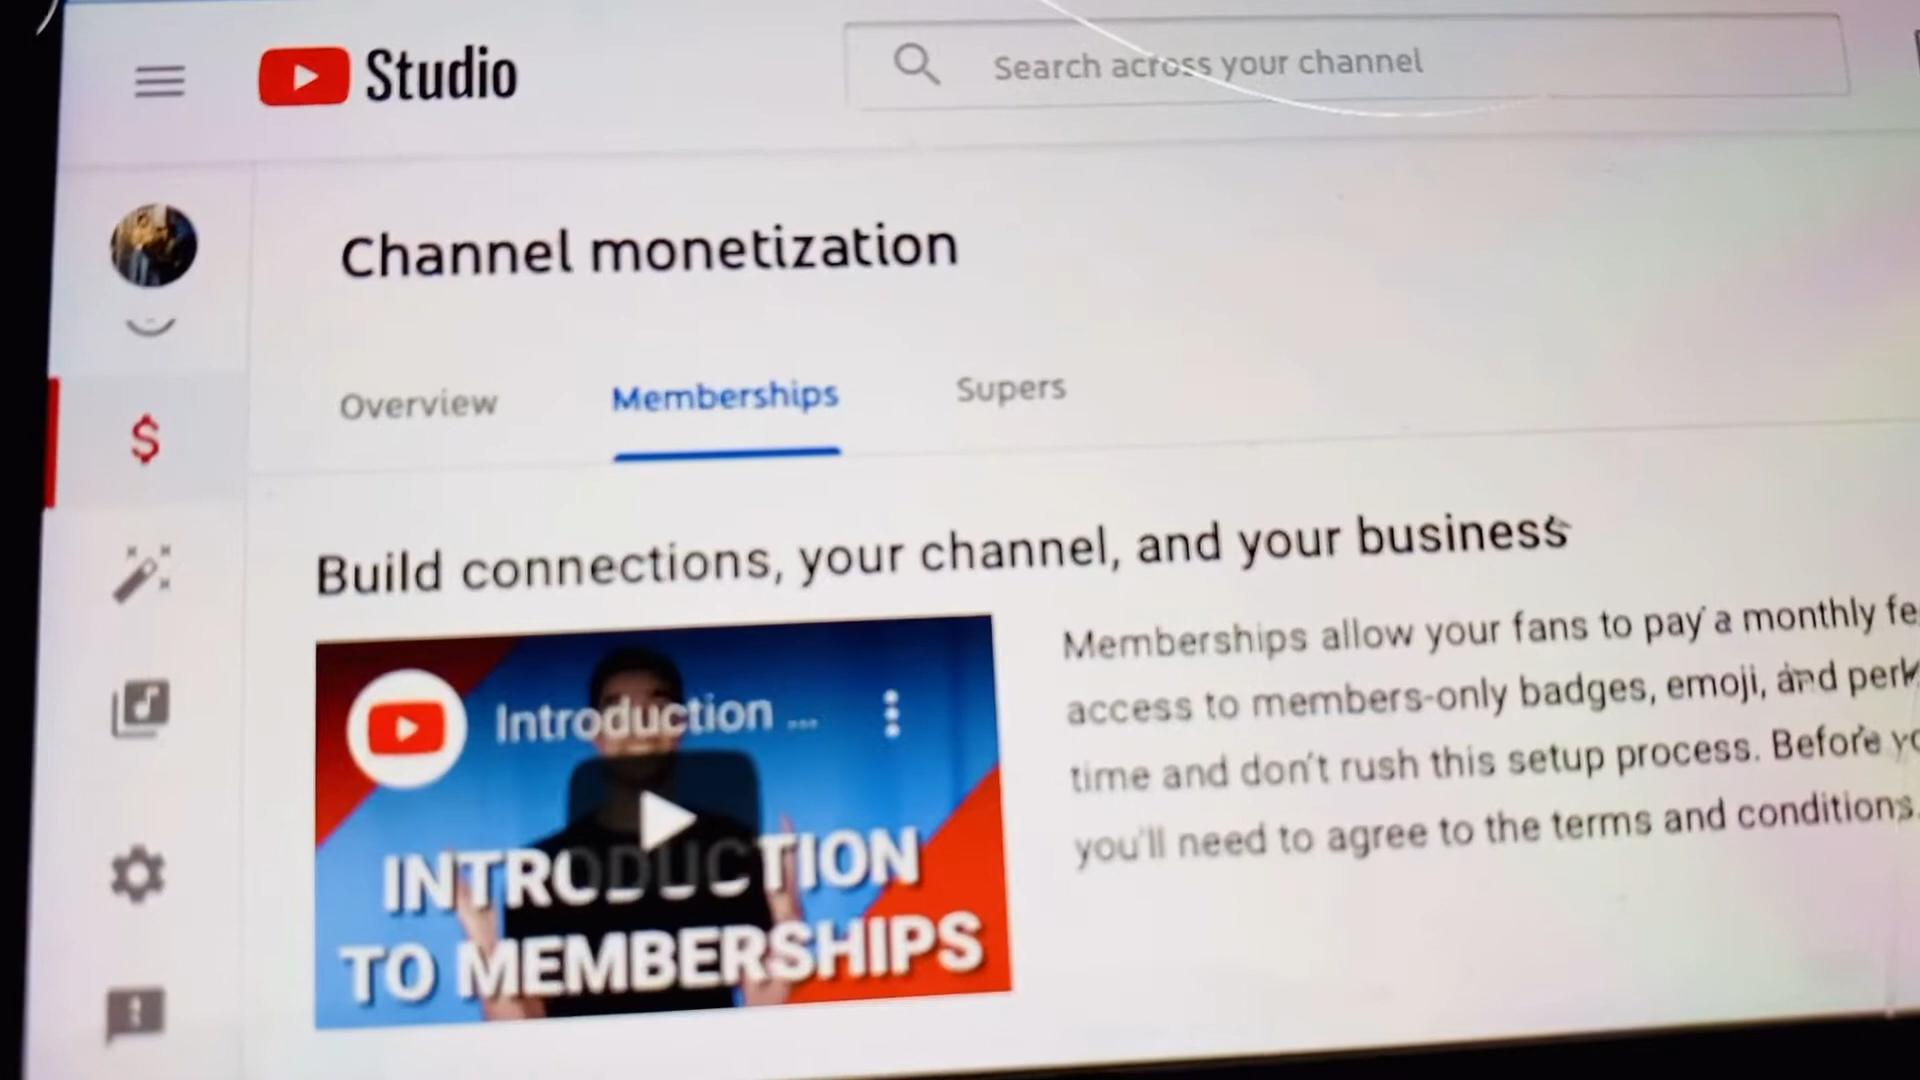 Studio
Search across your channel
Channel monetization
Overview
Memberships
Supers
$
Build connections, your channel, and your business
Introduction ...
INTRODUCTION
TO MEMBERSHIPS
Memberships allow your fans to pay a monthly
access to members-only badges, emoji, and
time and don't rush this setup process. Before
you'll need to agree to the terms and conditions.